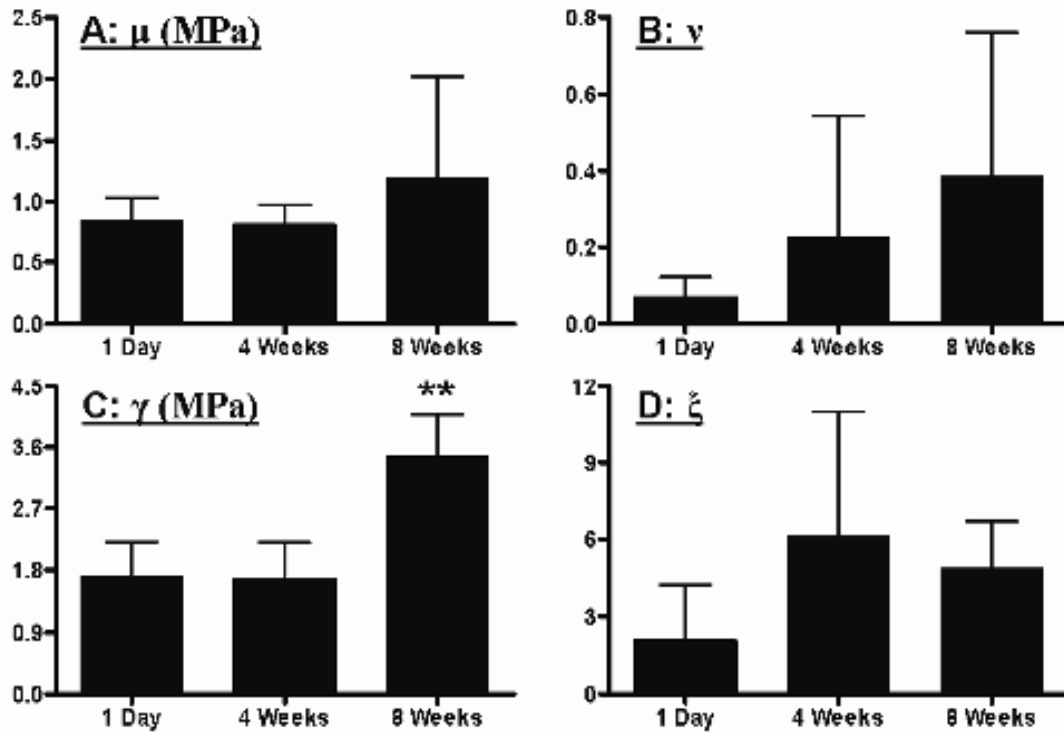 A: μ (MPa)
2.5
2.0
1.5
1.0
0.5
0.0
1 Day 4 Weeks 8 Weeks
B: ν
0.8
0.6
0.4
0.2
0.0
1 Day 4 Weeks 8 Weeks
C: γ (MPa)
**
4.5
3.6
2.7
1.8
0.9
0.0
1 Day 4 Weeks 8 Weeks
D: ξ
12
9
6
3
0
1 Day 4 Weeks 8 Weeks